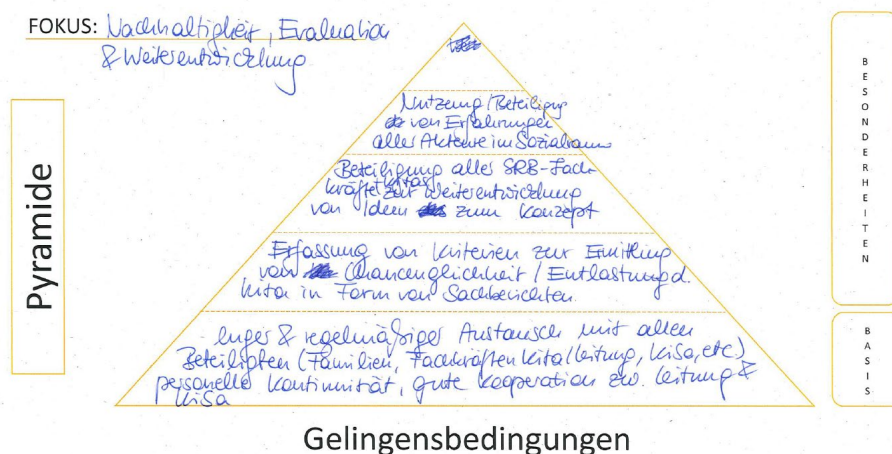 FOKUS: Nachhaltigkeit, Evaluation
& Weiterentwicklung
Pyramide
Nutzung/Beteiligung
von Erfahrungen
aller Akteure im Sozialraum
Beteiligung aller SRB-Fach-
kräfte Kitas zur Weiterentwicklung
von Ideen zum Konzept
Erfassung von Kriterien zur Ermittlung
von Chancengleichheit / Entlastung d.
Kita in Form von Sachberichten.
enger & regelmäßiger Austausch mit allen
Beteiligten (Familien, Fachkräften Kita/Leitung, KiSa, etc.)
personelle Kontinuität, gute Kooperation zw. Leitung &
KiSa
Gelingensbedingungen
BESONDERHEITEN
BASIS